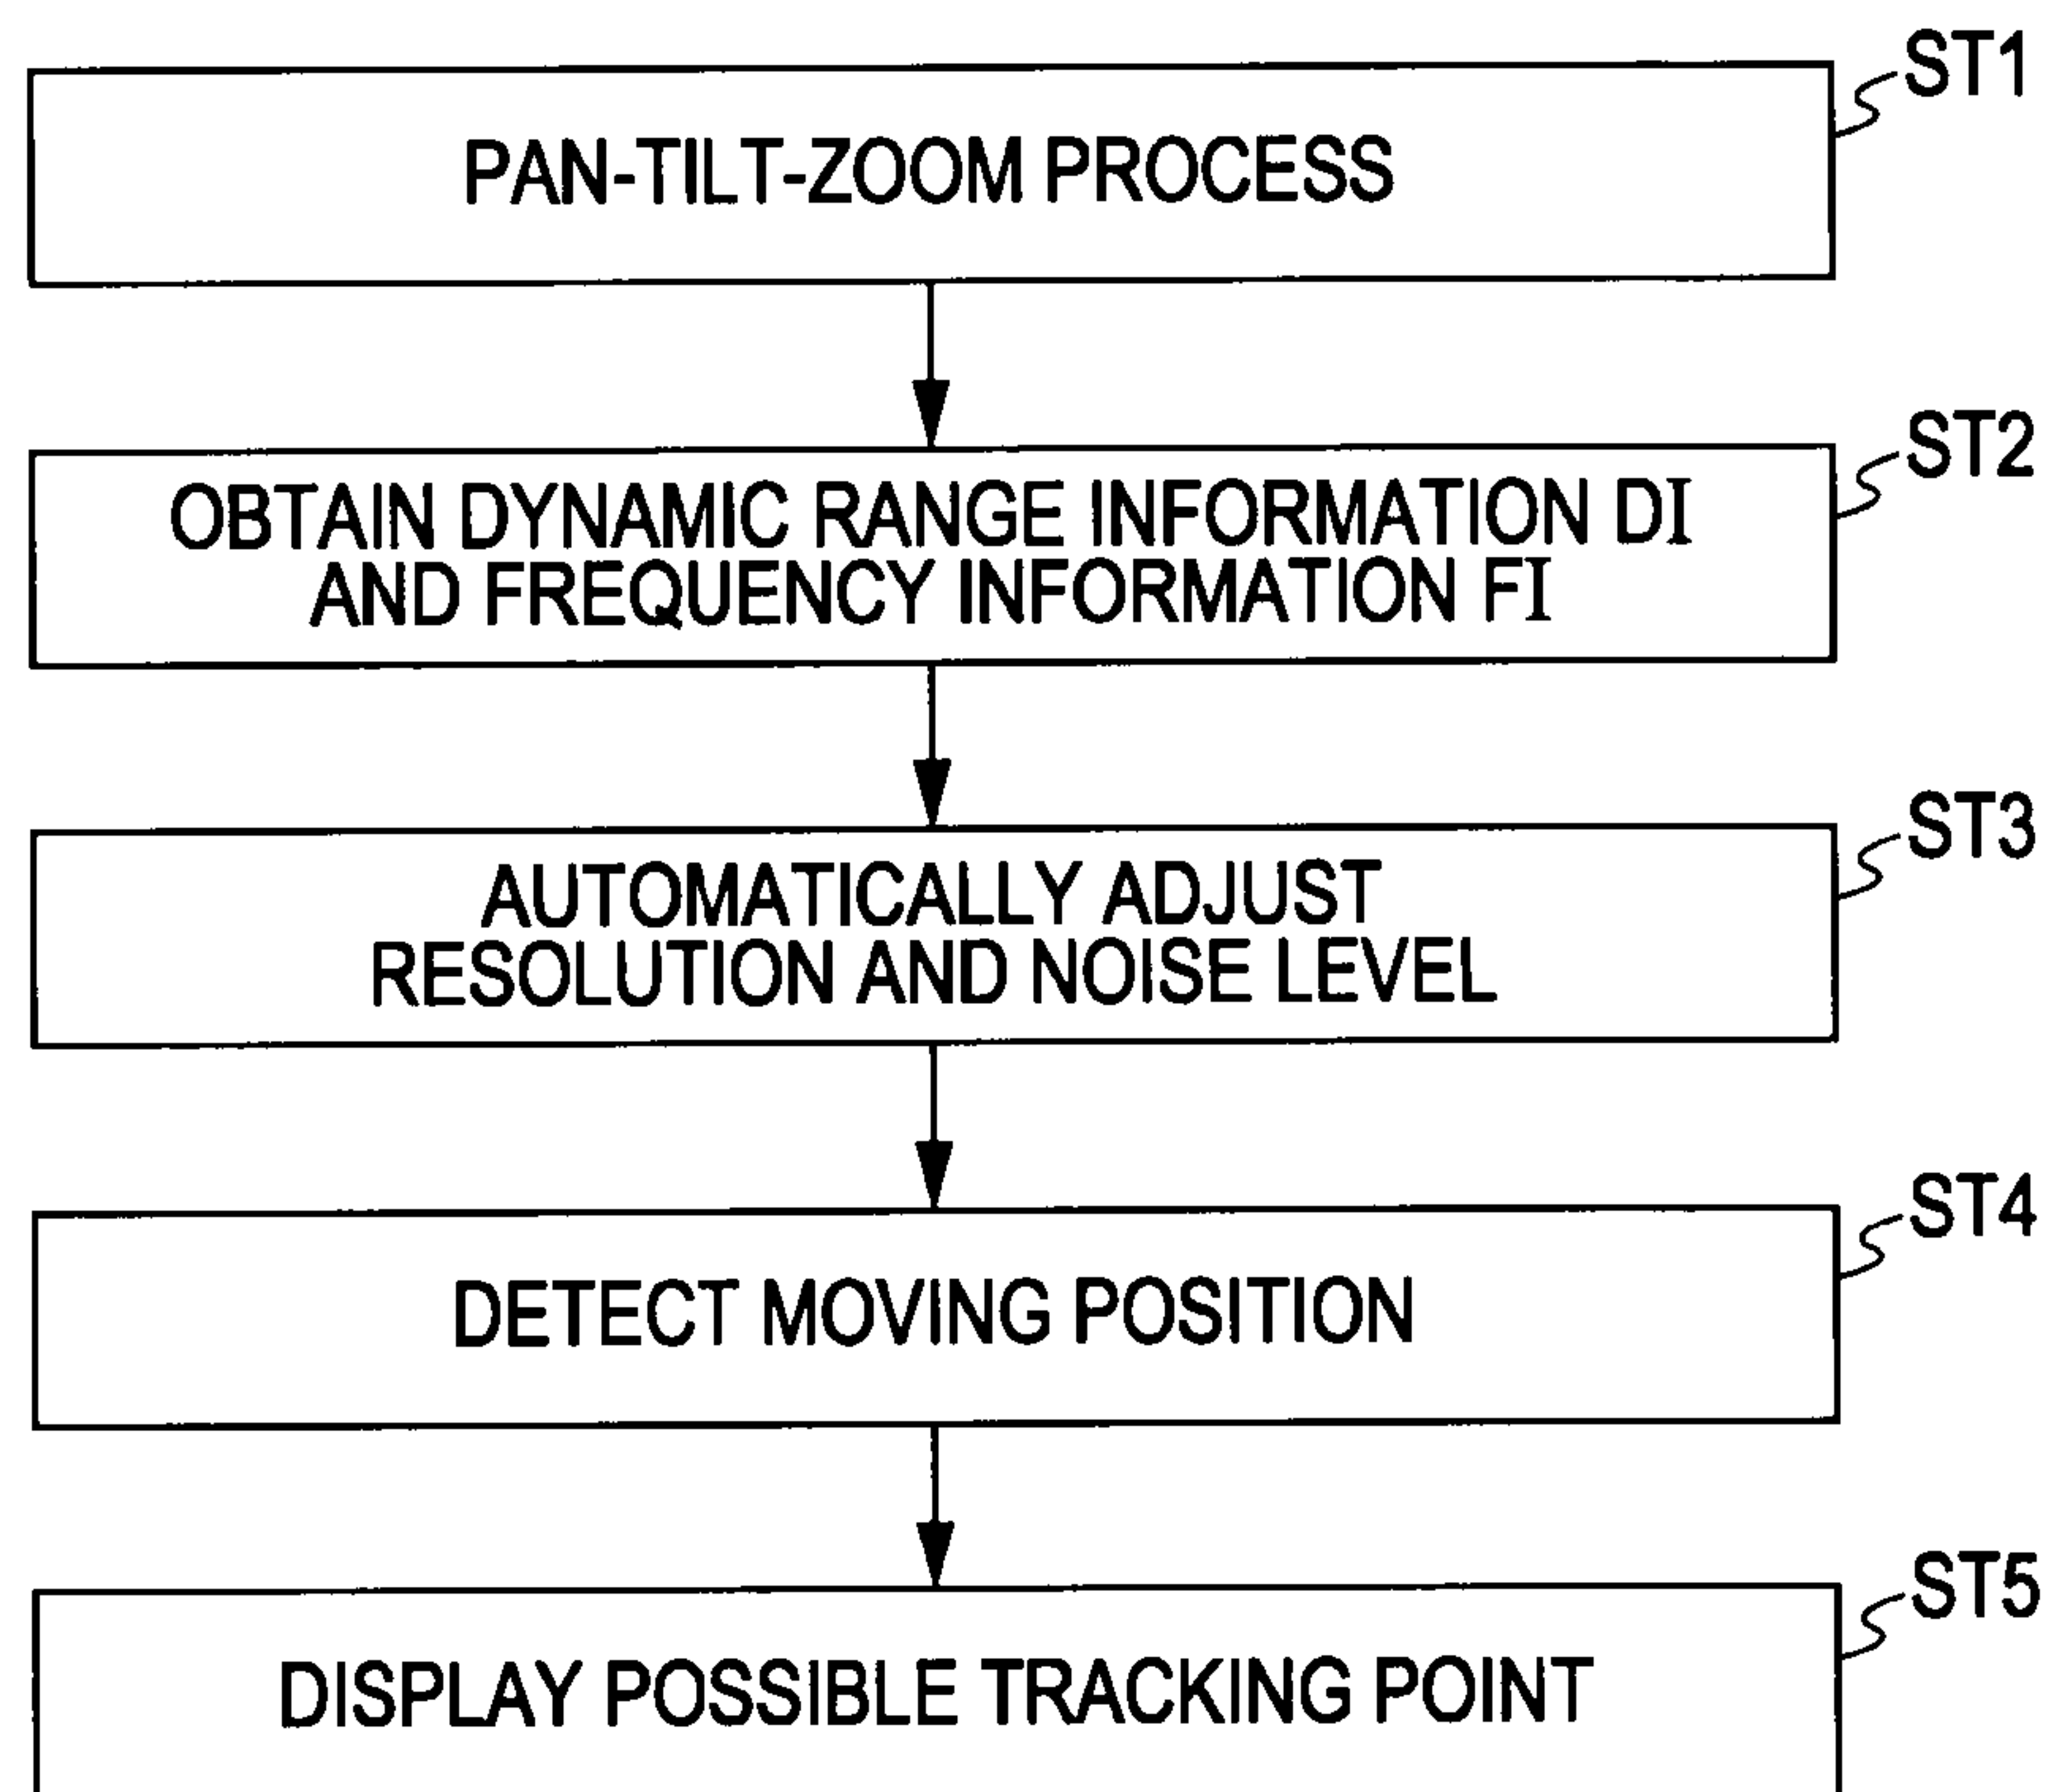 ST1
PAN-TILT-ZOOM PROCESS
ST2
OBTAIN DYNAMIC RANGE INFORMATION DI
AND FREQUENCY INFORMATION FI
ST3
AUTOMATICALLY ADJUST
RESOLUTION AND NOISE LEVEL
ST4
DETECT MOVING POSITION
ST5
DISPLAY POSSIBLE TRACKING POINT